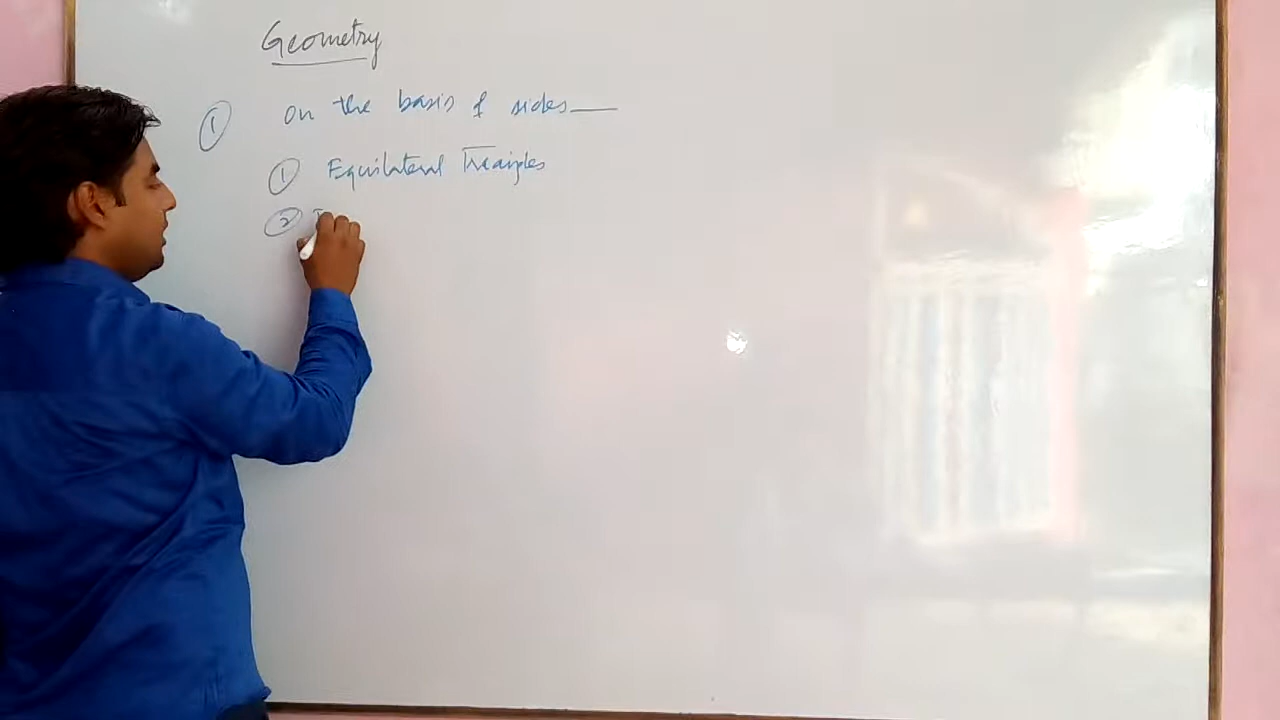 Geometry
① on the basis of sides
① Equilateral Triangles
②